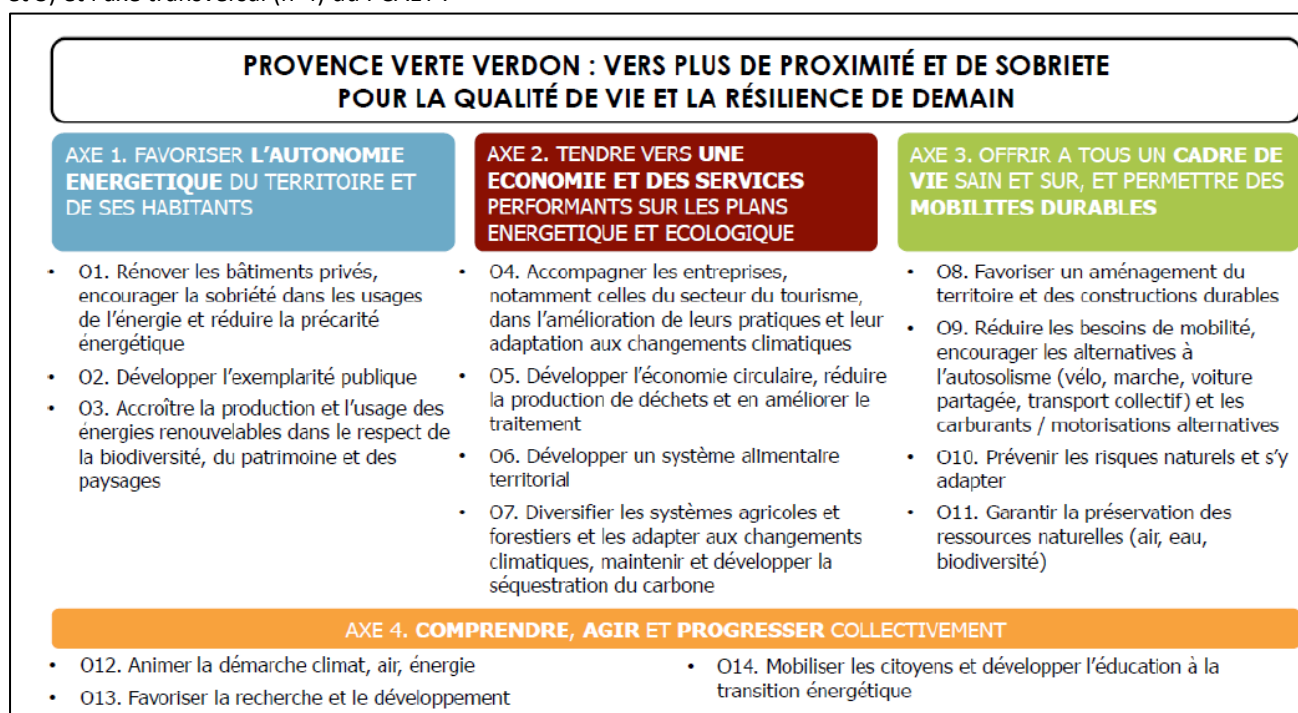 PROVENCE VERTE VERDON : VERS PLUS DE PROXIMITÉ ET DE SOBRIETE
POUR LA QUALITÉ DE VIE ET LA RÉSILIENCE DE DEMAIN
AXE 1. FAVORISER L'AUTONOMIE
ENERGETIQUE DU TERRITOIRE ET
DE SES HABITANTS
• O1. Rénover les bâtiments privés,
encourager la sobriété dans les usages
de l'énergie et réduire la précarité
énergétique
• O2. Développer l'exemplarité publique
• O3. Accroître la production et l'usage des
énergies renouvelables dans le respect de
la biodiversité, du patrimoine et des
paysages
AXE 2. TENDRE VERS UNE
ECONOMIE ET DES SERVICES
PERFORMANTS SUR LES PLANS
ENERGETIQUE ET ECOLOGIQUE
• O4. Accompagner les entreprises,
notamment celles du secteur du tourisme,
dans l'amélioration de leurs pratiques et leur
adaptation aux changements climatiques
• O5. Développer l'économie circulaire, réduire
la production de déchets et en améliorer le
traitement
• O6. Développer un système alimentaire
territorial
• O7. Diversifier les systèmes agricoles et
forestiers et les adapter aux changements
climatiques, maintenir et développer la
séquestration du carbone
AXE 3. OFFRIR A TOUS UN CADRE DE
VIE SAIN ET SUR, ET PERMETTRE DES
MOBILITES DURABLES
• O8. Favoriser un aménagement du
territoire et des constructions durables
• O9. Réduire les besoins de mobilité,
encourager les alternatives à
l'autosolisme (vélo, marche, voiture
partagée, transport collectif) et les
carburants / motorisations alternatives
• O10. Prévenir les risques naturels et s'y
adapter
• O11. Garantir la préservation des
ressources naturelles (air, eau,
biodiversité)
AXE 4. COMPRENDRE, AGIR ET PROGRESSER COLLECTIVEMENT
• O12. Animer la démarche climat, air, énergie
• O13. Favoriser la recherche et le développement
• O14. Mobiliser les citoyens et développer l'éducation à la
transition énergétique